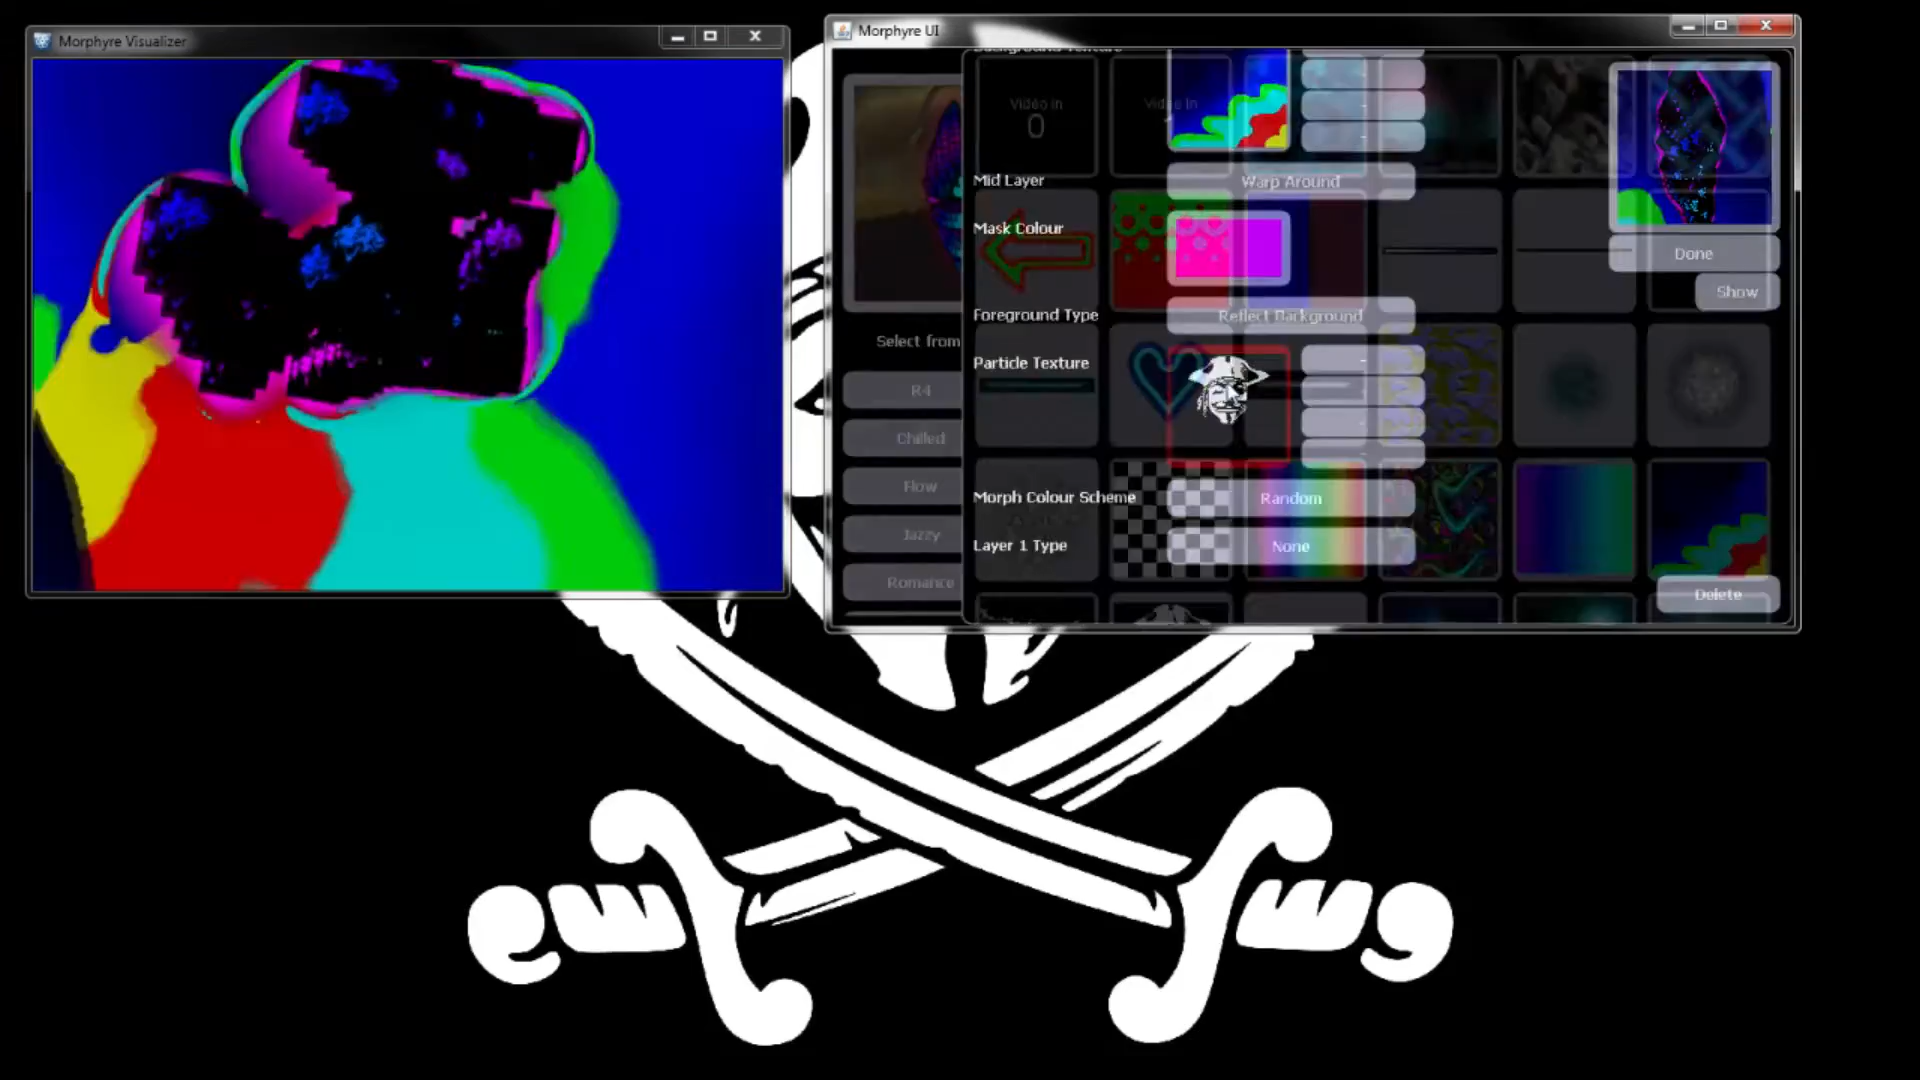 Morphyre Visualizer
Morphyre UI
Background Texture
Video in
0
Video In
Mid Layer
Warp Around
Mask Colour
Done
Show
Foreground Type
Reflect Background
Select from
Particle Texture
R4
Chilled
Flow
Morph Colour Scheme
Random
Jazzy
Layer 1 Type
None
Romance
Delete